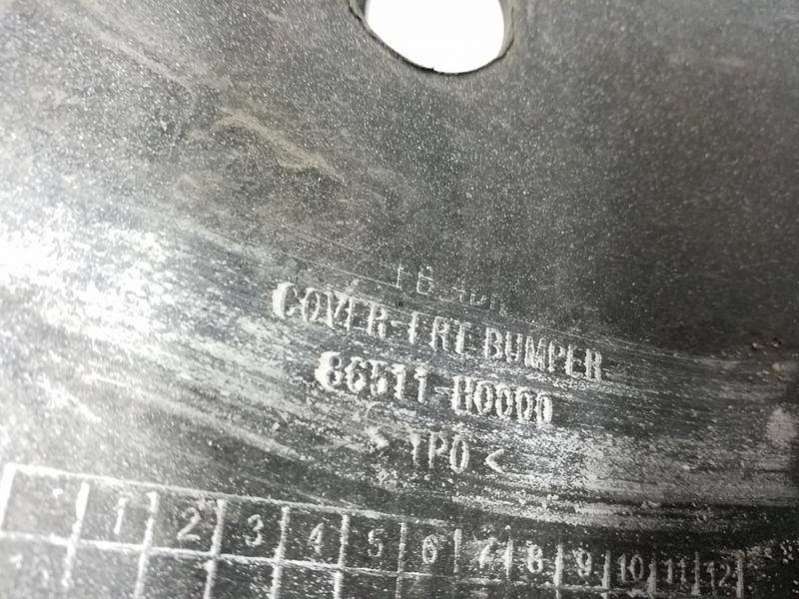 COVER-FRT BUMPER
86511-H0000
> TPO <
1 2 3 4 5 6 7 8 9 10 11 12